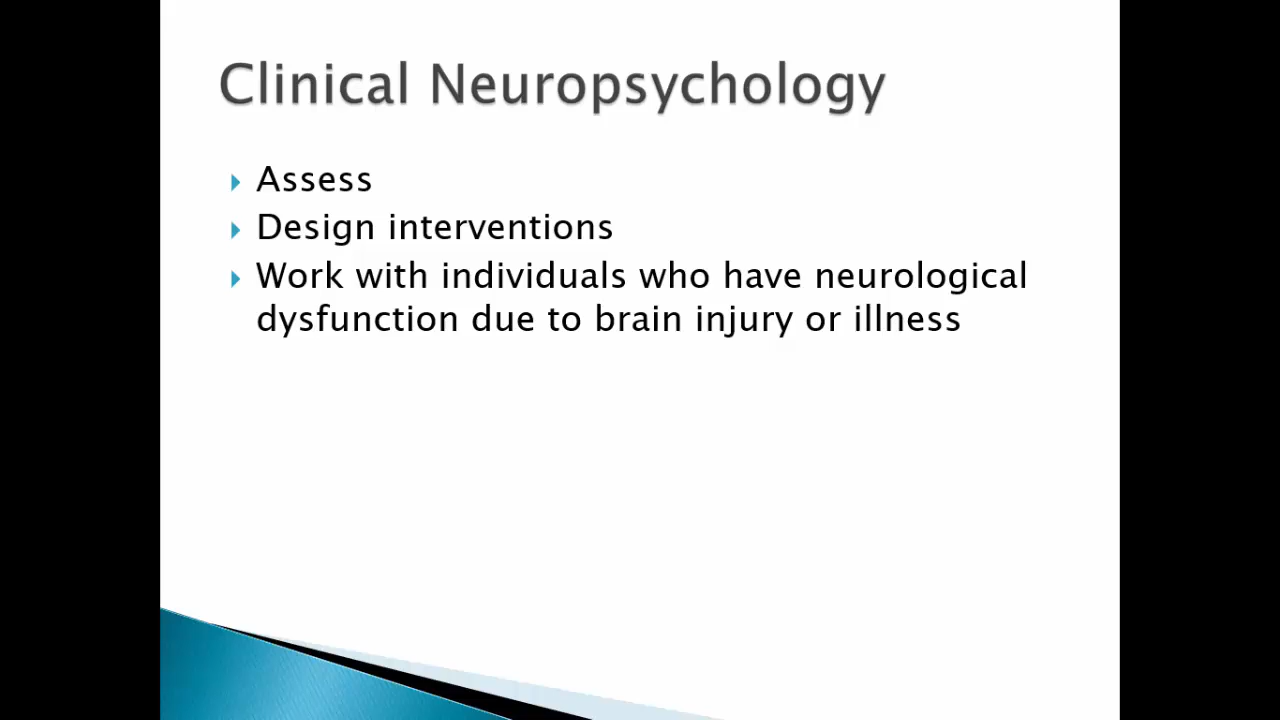 Clinical Neuropsychology
Assess
Design interventions
Work with individuals who have neurological
dysfunction due to brain injury or illness